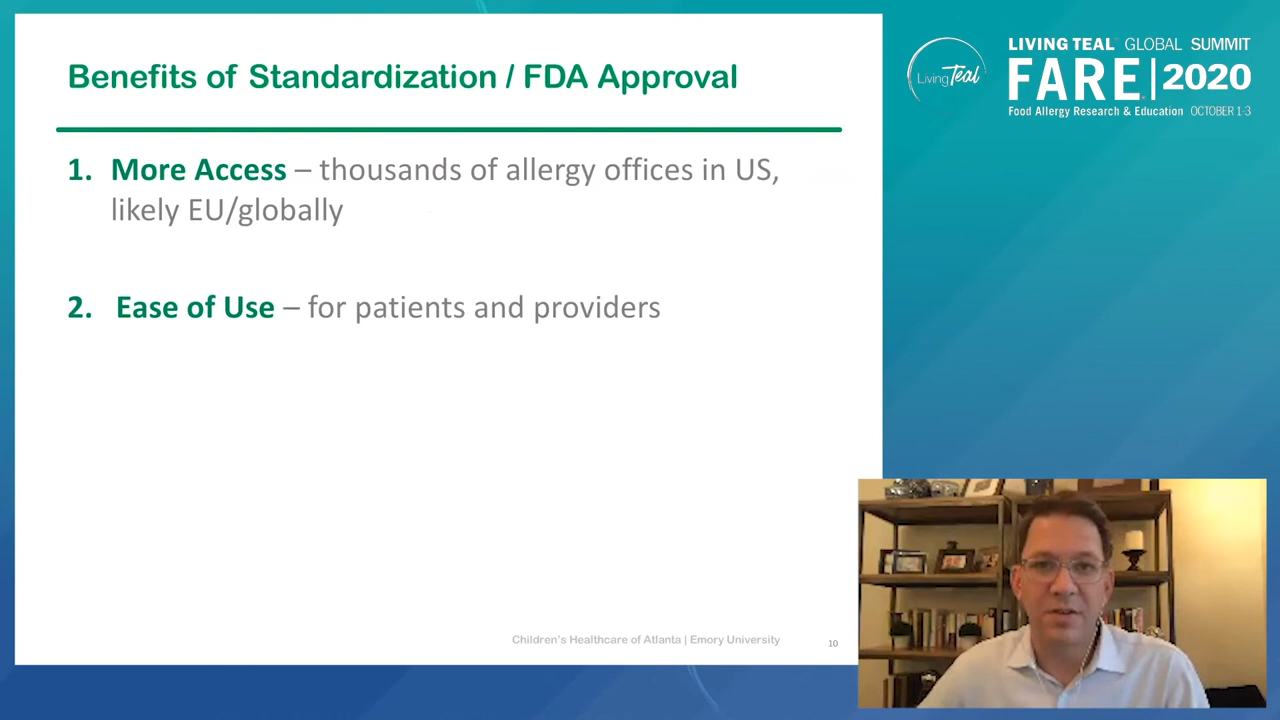 Benefits of Standardization / FDA Approval
1. More Access – thousands of allergy offices in US,
likely EU/globally
2. Ease of Use – for patients and providers
Children's Healthcare of Atlanta | Emory University
10
Living Teal
LIVING TEAL™ GLOBAL SUMMIT
FARE® | 2020
Food Allergy Research & Education OCTOBER 1-3